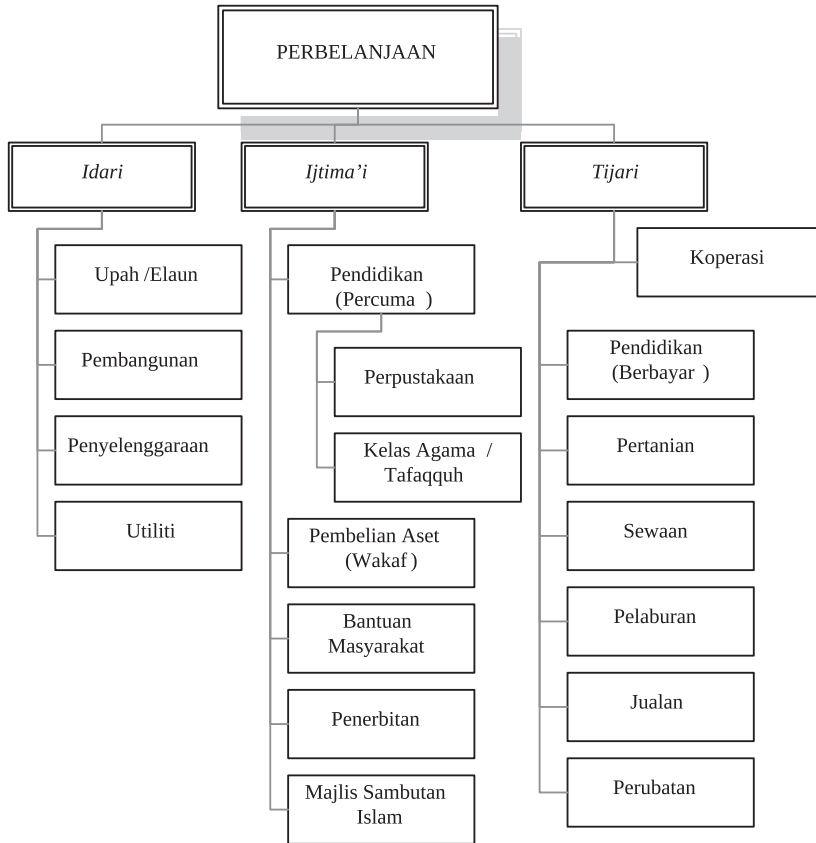 PERBELANJAAN
Idari
Upah /Elaun
Pembangunan
Penyelenggaraan
Utiliti
Ijtima’i
Pendidikan
(Percuma )
Perpustakaan
Kelas Agama /
Tafaqquh
Pembelian Aset
(Wakaf )
Bantuan
Masyarakat
Penerbitan
Majlis Sambutan
Islam
Tijari
Koperasi
Pendidikan
(Berbayar )
Pertanian
Sewaan
Pelaburan
Jualan
Perubatan